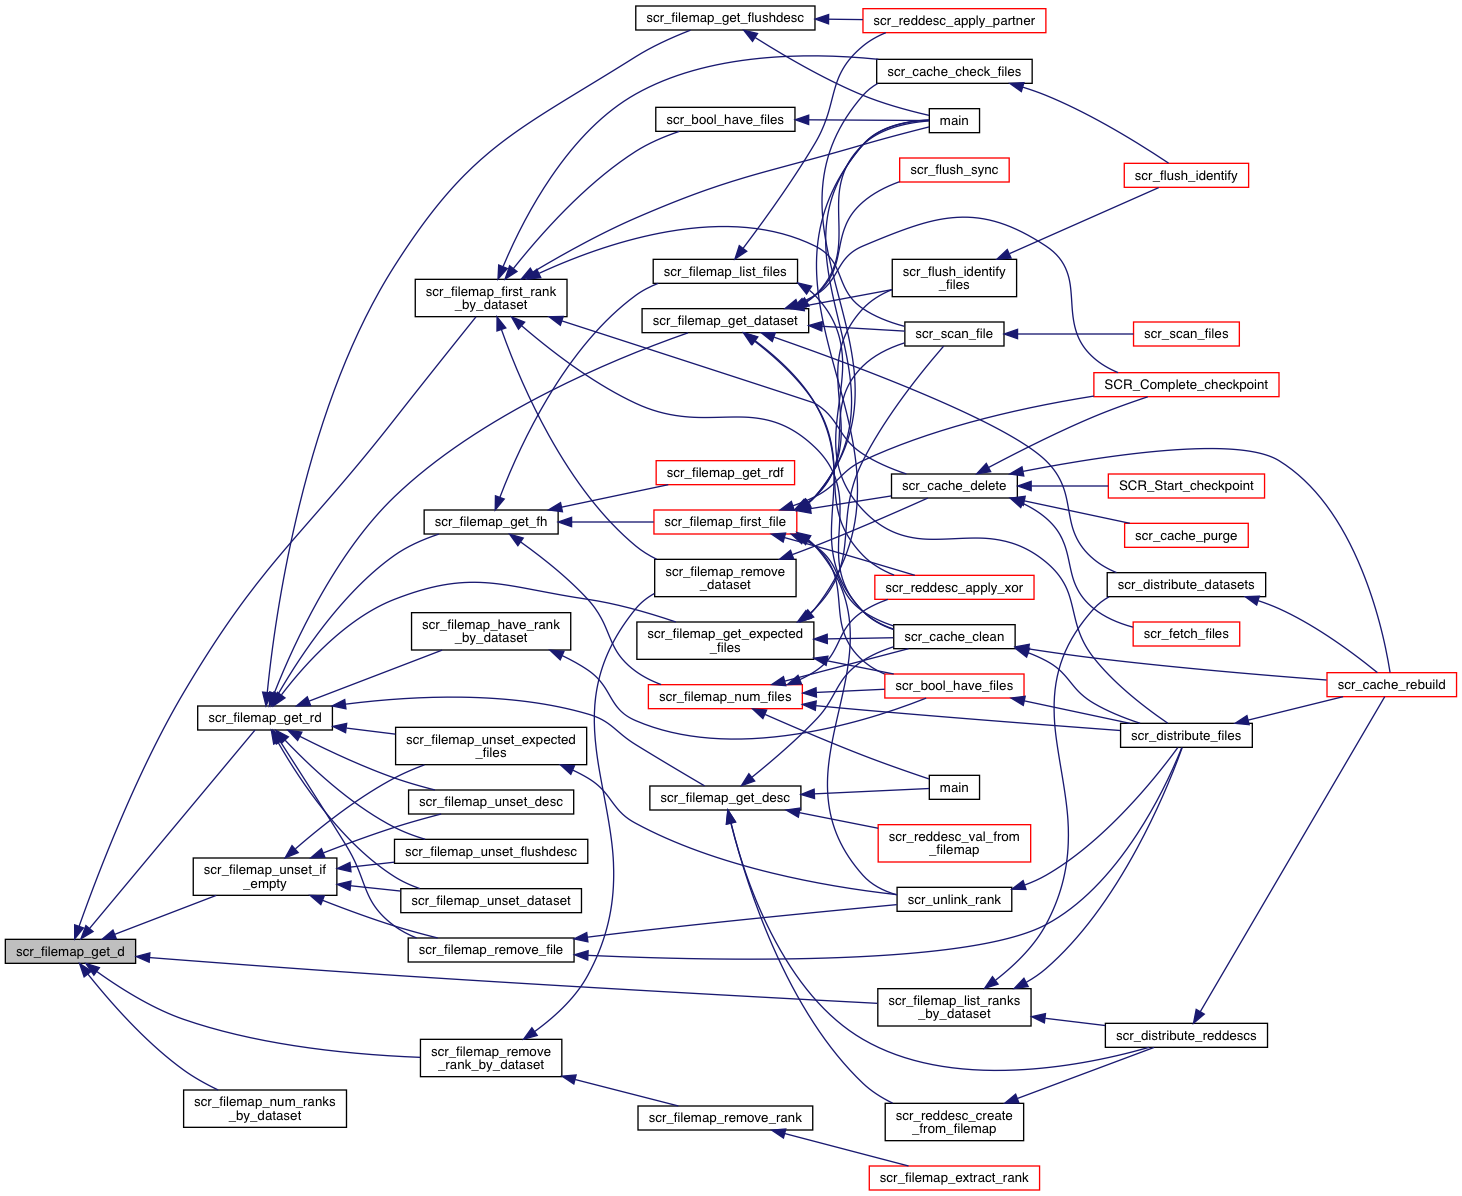 scr_filemap_get_flushdesc
scr_reddesc_apply_partner
scr_cache_check_files
scr_bool_have_files
main
scr_flush_sync
scr_flush_identify
scr_filemap_list_files
scr_flush_identify
_files
scr_filemap_first_rank
_by_dataset
scr_filemap_get_dataset
scr_scan_file
scr_scan_files
SCR_Complete_checkpoint
scr_filemap_get_rdf
scr_cache_delete
SCR_Start_checkpoint
scr_filemap_get_fh
scr_filemap_first_file
scr_cache_purge
scr_filemap_remove
_dataset
scr_reddesc_apply_xor
scr_distribute_datasets
scr_filemap_have_rank
_by_dataset
scr_filemap_get_expected
_files
scr_cache_clean
scr_fetch_files
scr_filemap_num_files
scr_bool_have_files
scr_cache_rebuild
scr_filemap_get_rd
scr_filemap_unset_expected
_files
scr_distribute_files
scr_filemap_unset_desc
scr_filemap_get_desc
main
scr_filemap_unset_flushdesc
scr_reddesc_val_from
_filemap
scr_filemap_unset_if
_empty
scr_filemap_unset_dataset
scr_unlink_rank
scr_filemap_get_d
scr_filemap_remove_file
scr_filemap_list_ranks
_by_dataset
scr_distribute_reddescs
scr_filemap_remove
_rank_by_dataset
scr_filemap_num_ranks
_by_dataset
scr_filemap_remove_rank
scr_reddesc_create
_from_filemap
scr_filemap_extract_rank